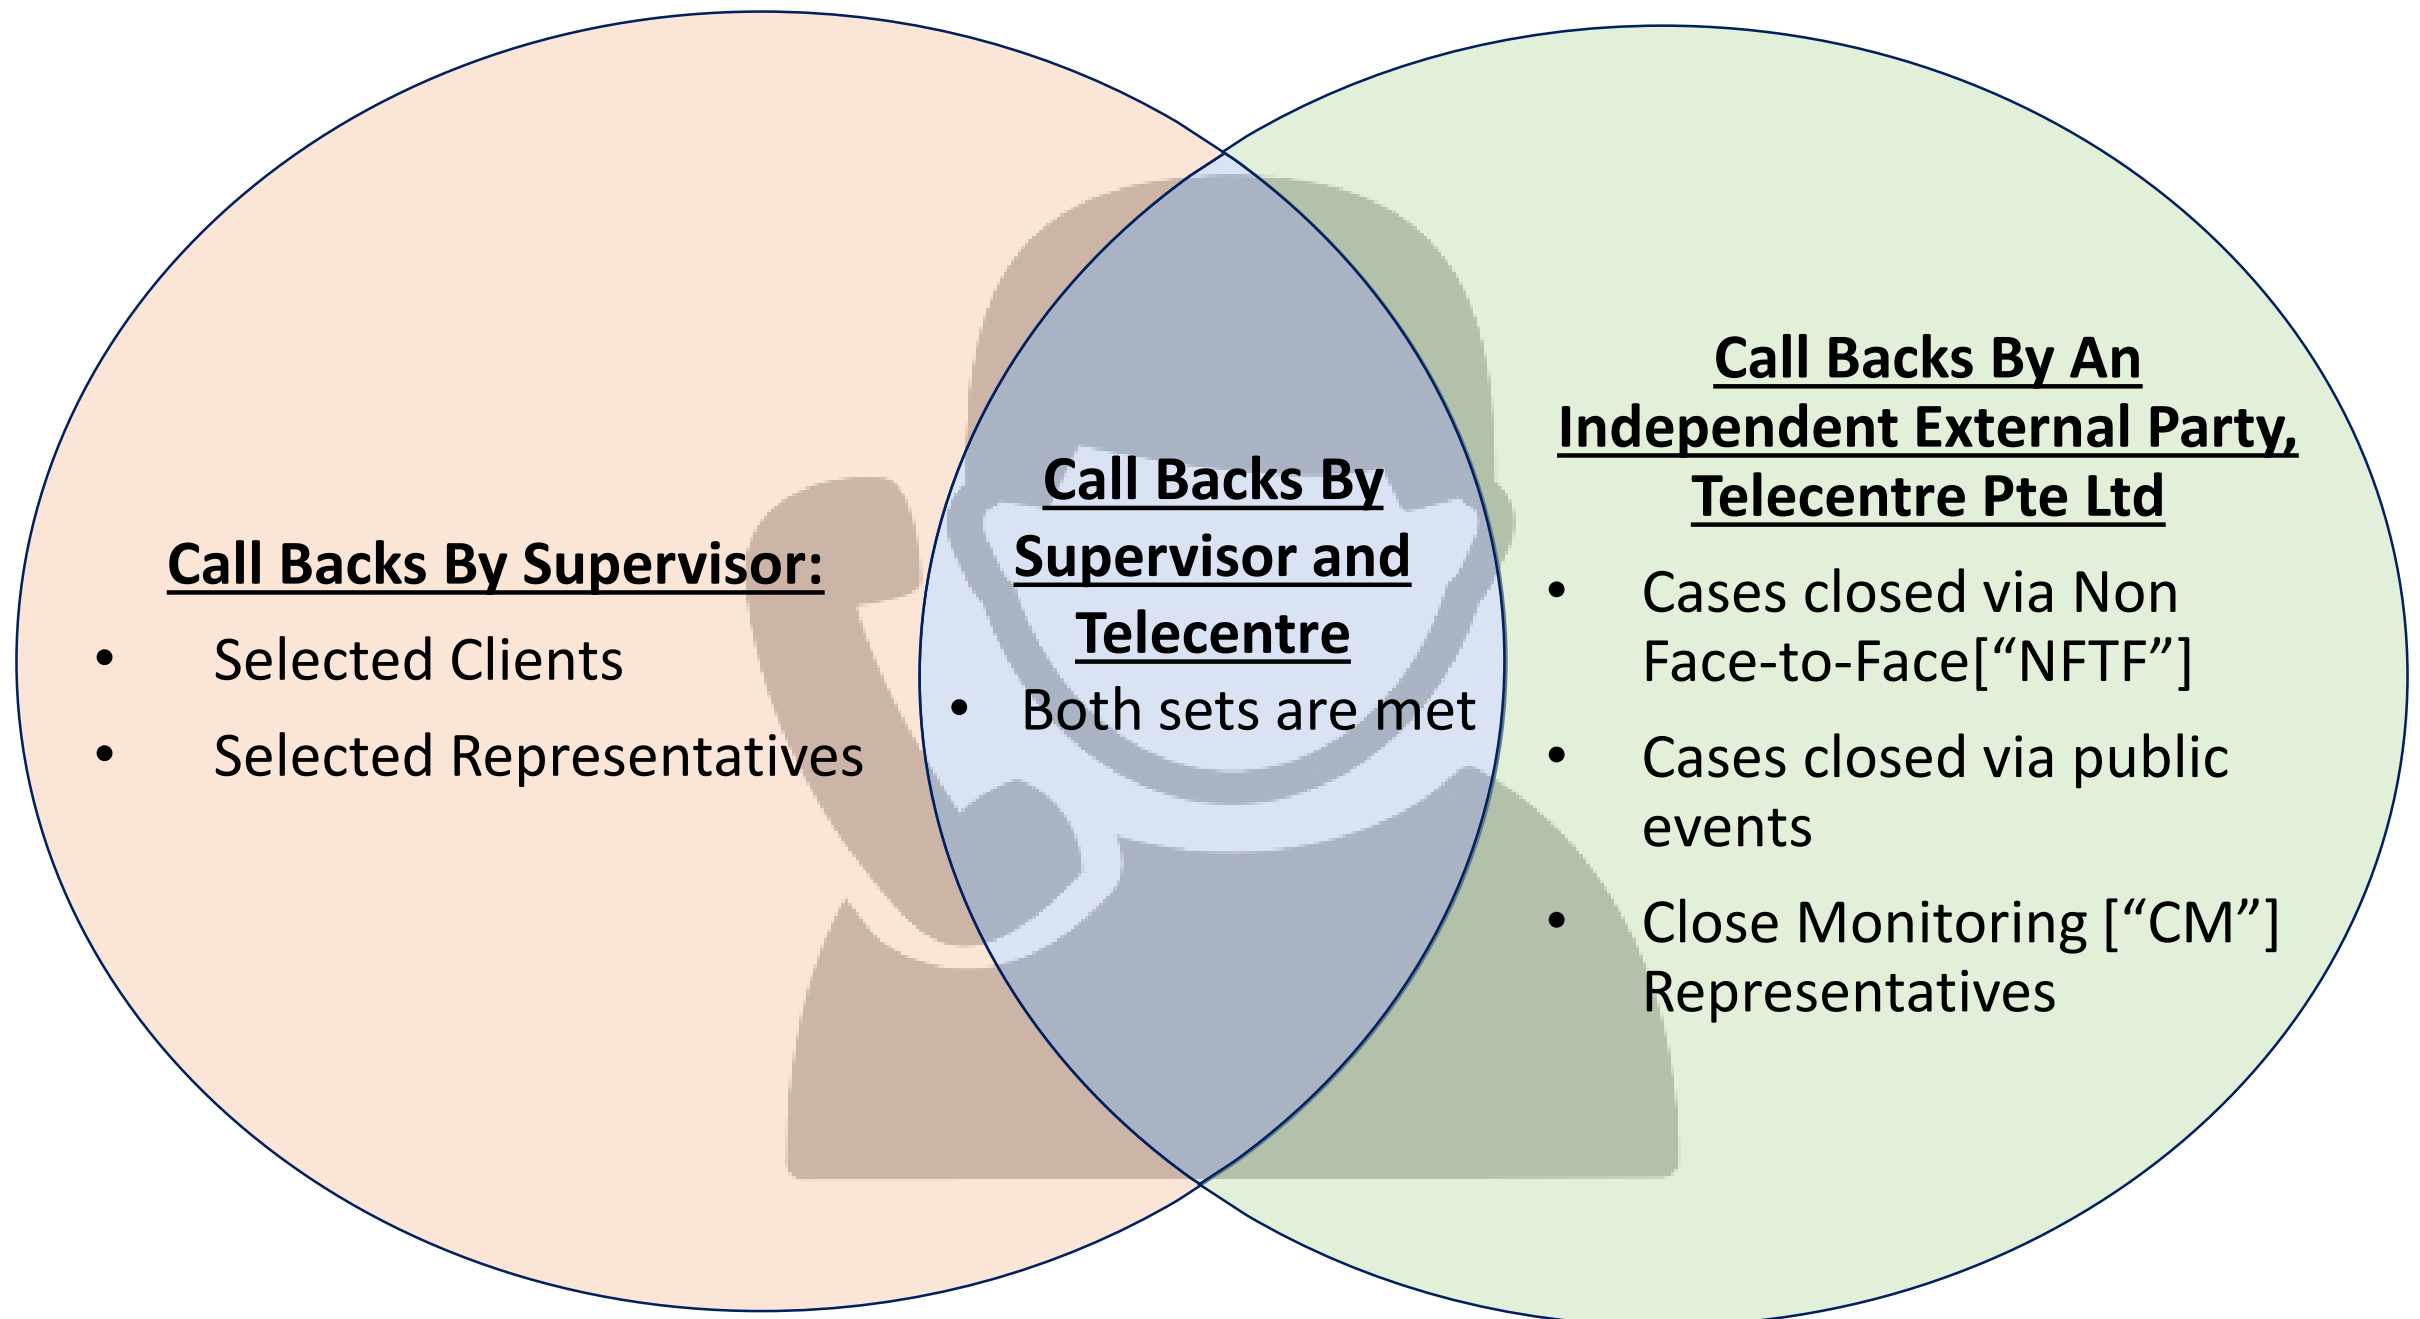 Call Backs By Supervisor:
• Selected Clients
• Selected Representatives
Call Backs By
Supervisor and
Telecentre
• Both sets are met
Call Backs By An
Independent External Party,
Telecentre Pte Ltd
• Cases closed via Non
Face-to-Face[“NFTF”]
• Cases closed via public
events
• Close Monitoring [“CM”]
Representatives